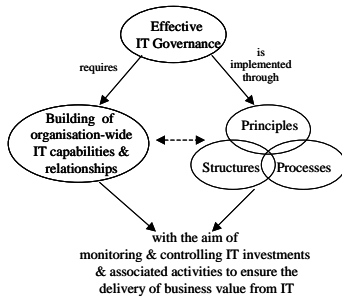 Effective
IT Governance
requires
is
implemented
through
Building of
organisation-wide
IT capabilities &
relationships
Principles
Structures
Processes
with the aim of
monitoring & controlling IT investments
& associated activities to ensure the
delivery of business value from IT